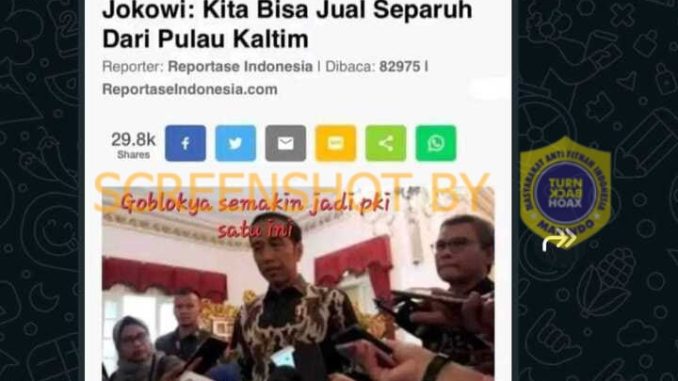 Jokowi: Kita Bisa Jual Separuh
Dari Pulau Kaltim
Reporter: Reportase Indonesia | Dibaca: 82975 |
ReportaseIndonesia.com
29.8k
Shares
SCREENSHOT BY
Goblokya semakin jadi pki
satu ini
MASYARAKAT ANTI FITNAH INDONESIA
TURN
BACK
HOAX
MAFINDO